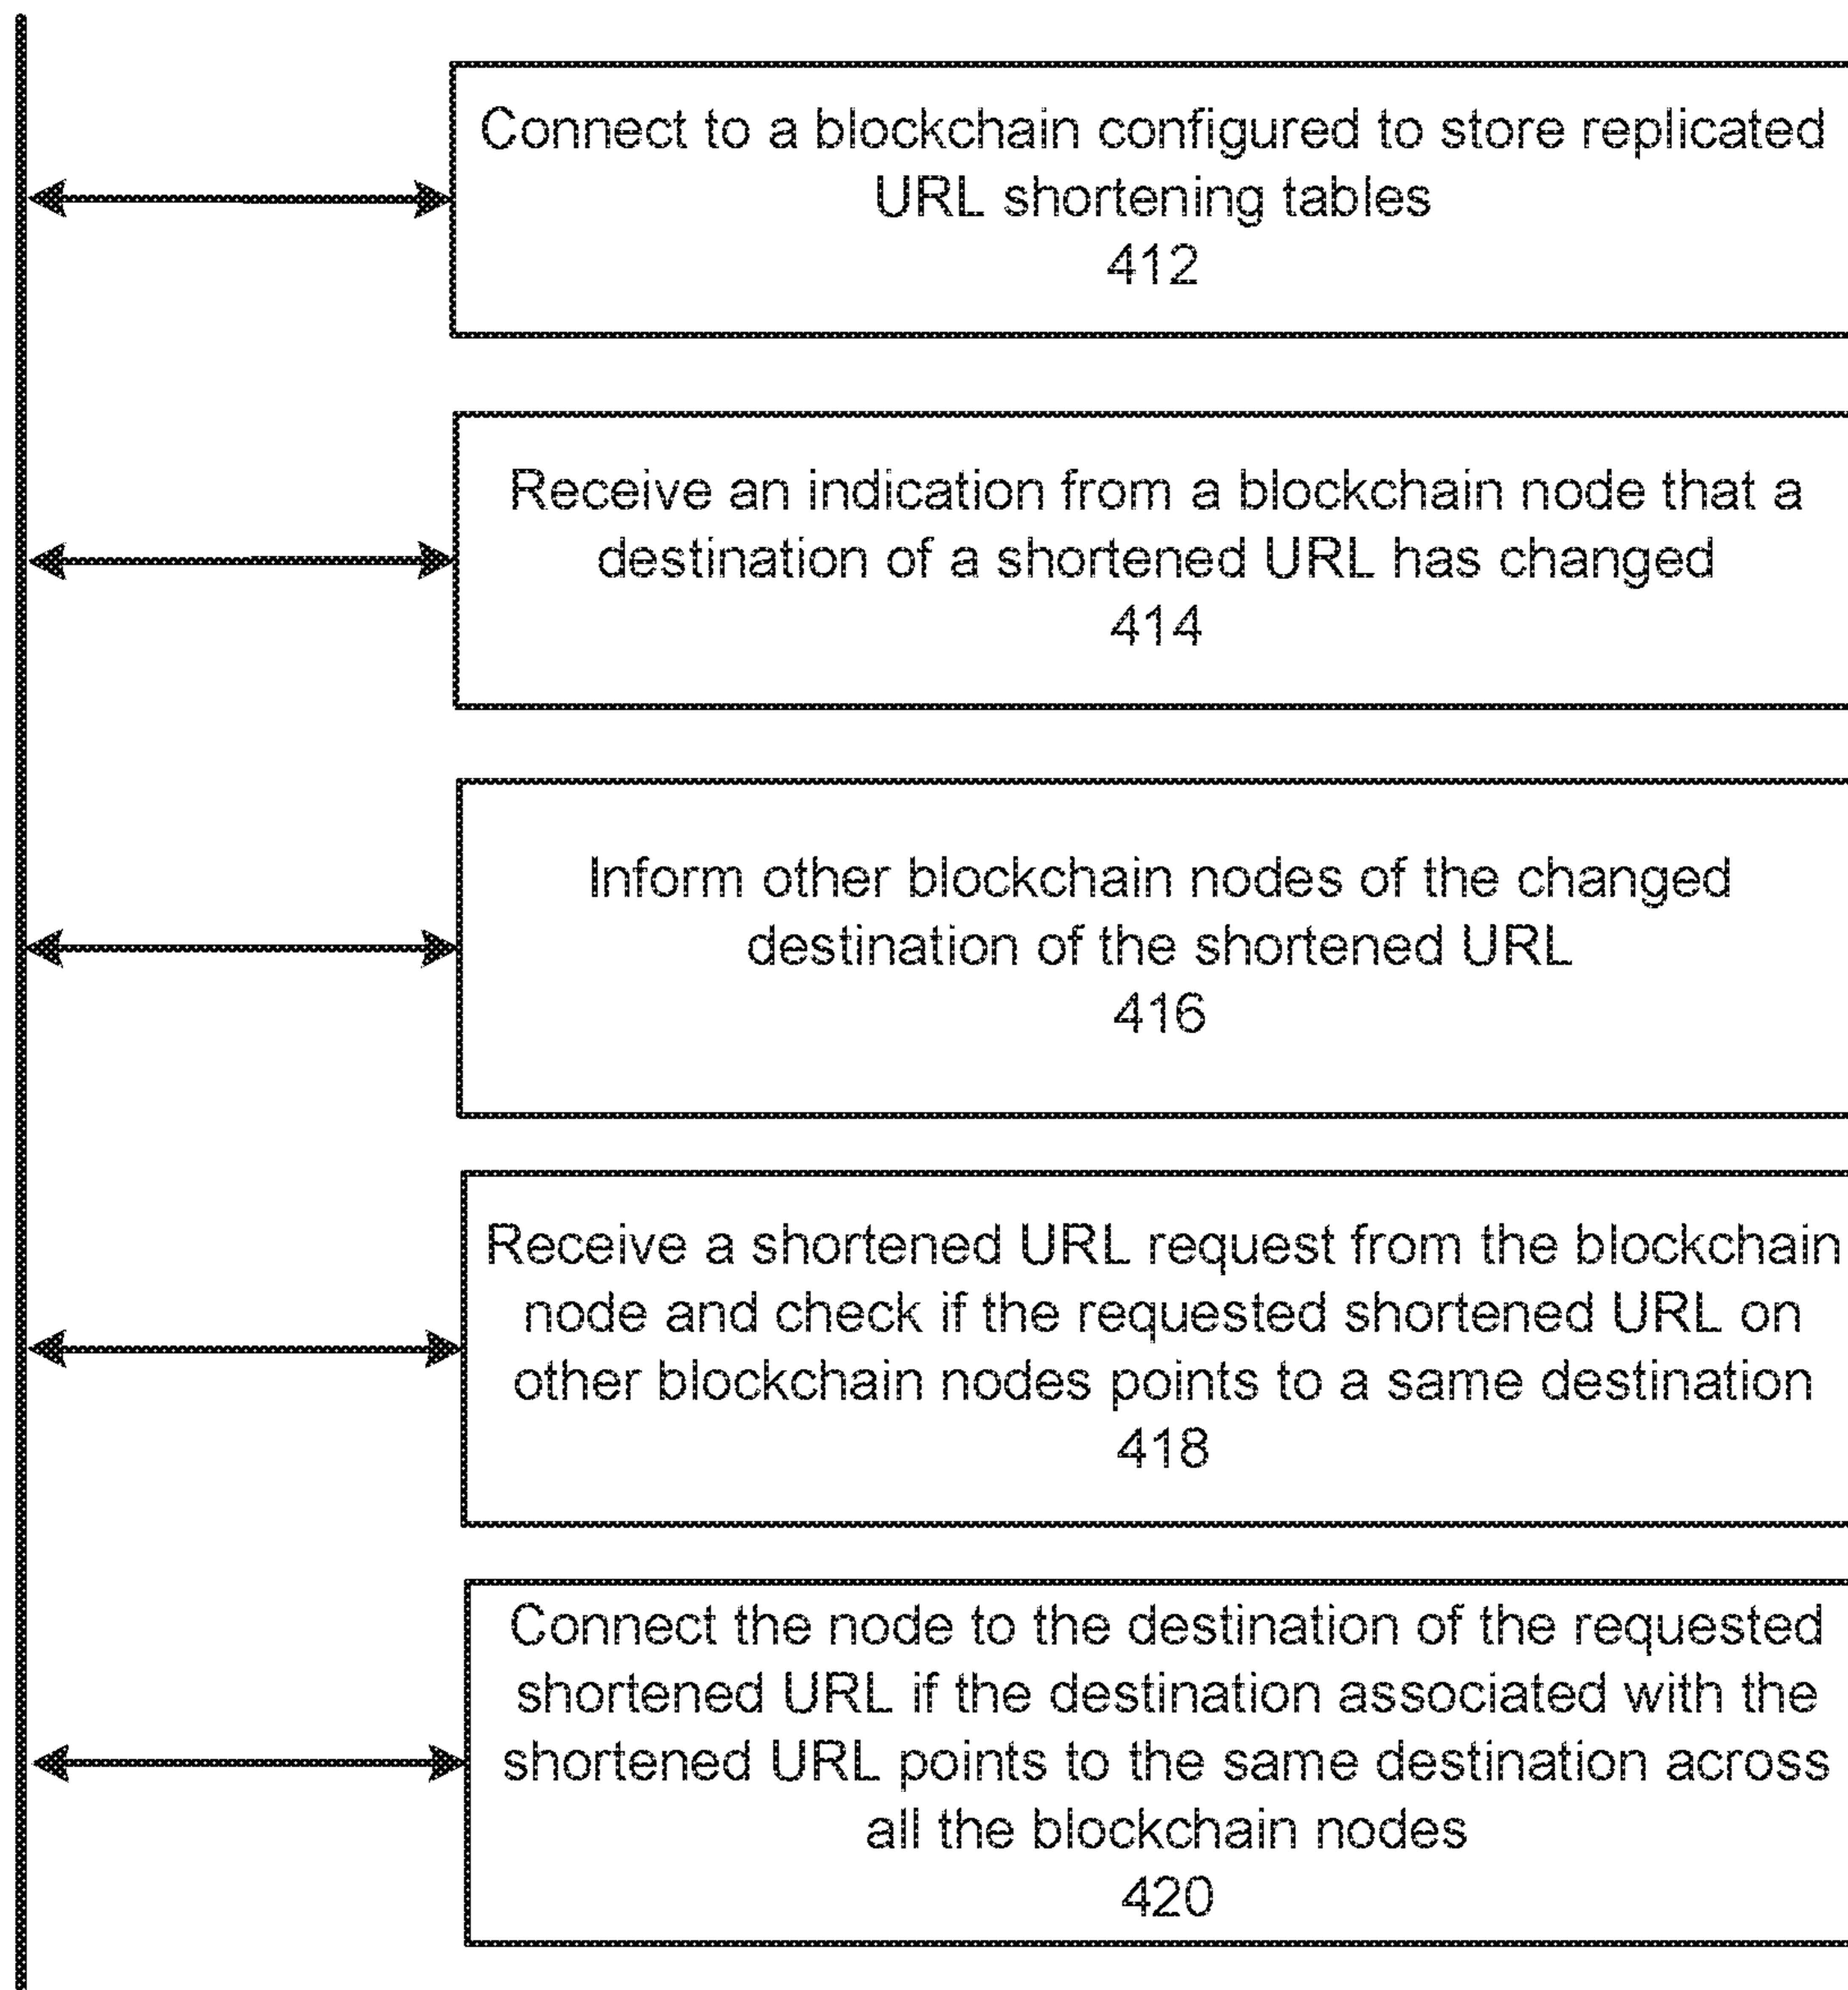 Connect to a blockchain configured to store replicated
URL shortening tables
412
Receive an indication from a blockchain node that a
destination of a shortened URL has changed
414
Inform other blockchain nodes of the changed
destination of the shortened URL
416
Receive a shortened URL request from the blockchain
node and check if the requested shortened URL on
other blockchain nodes points to a same destination
418
Connect the node to the destination of the requested
shortened URL if the destination associated with the
shortened URL points to the same destination across
all the blockchain nodes
420